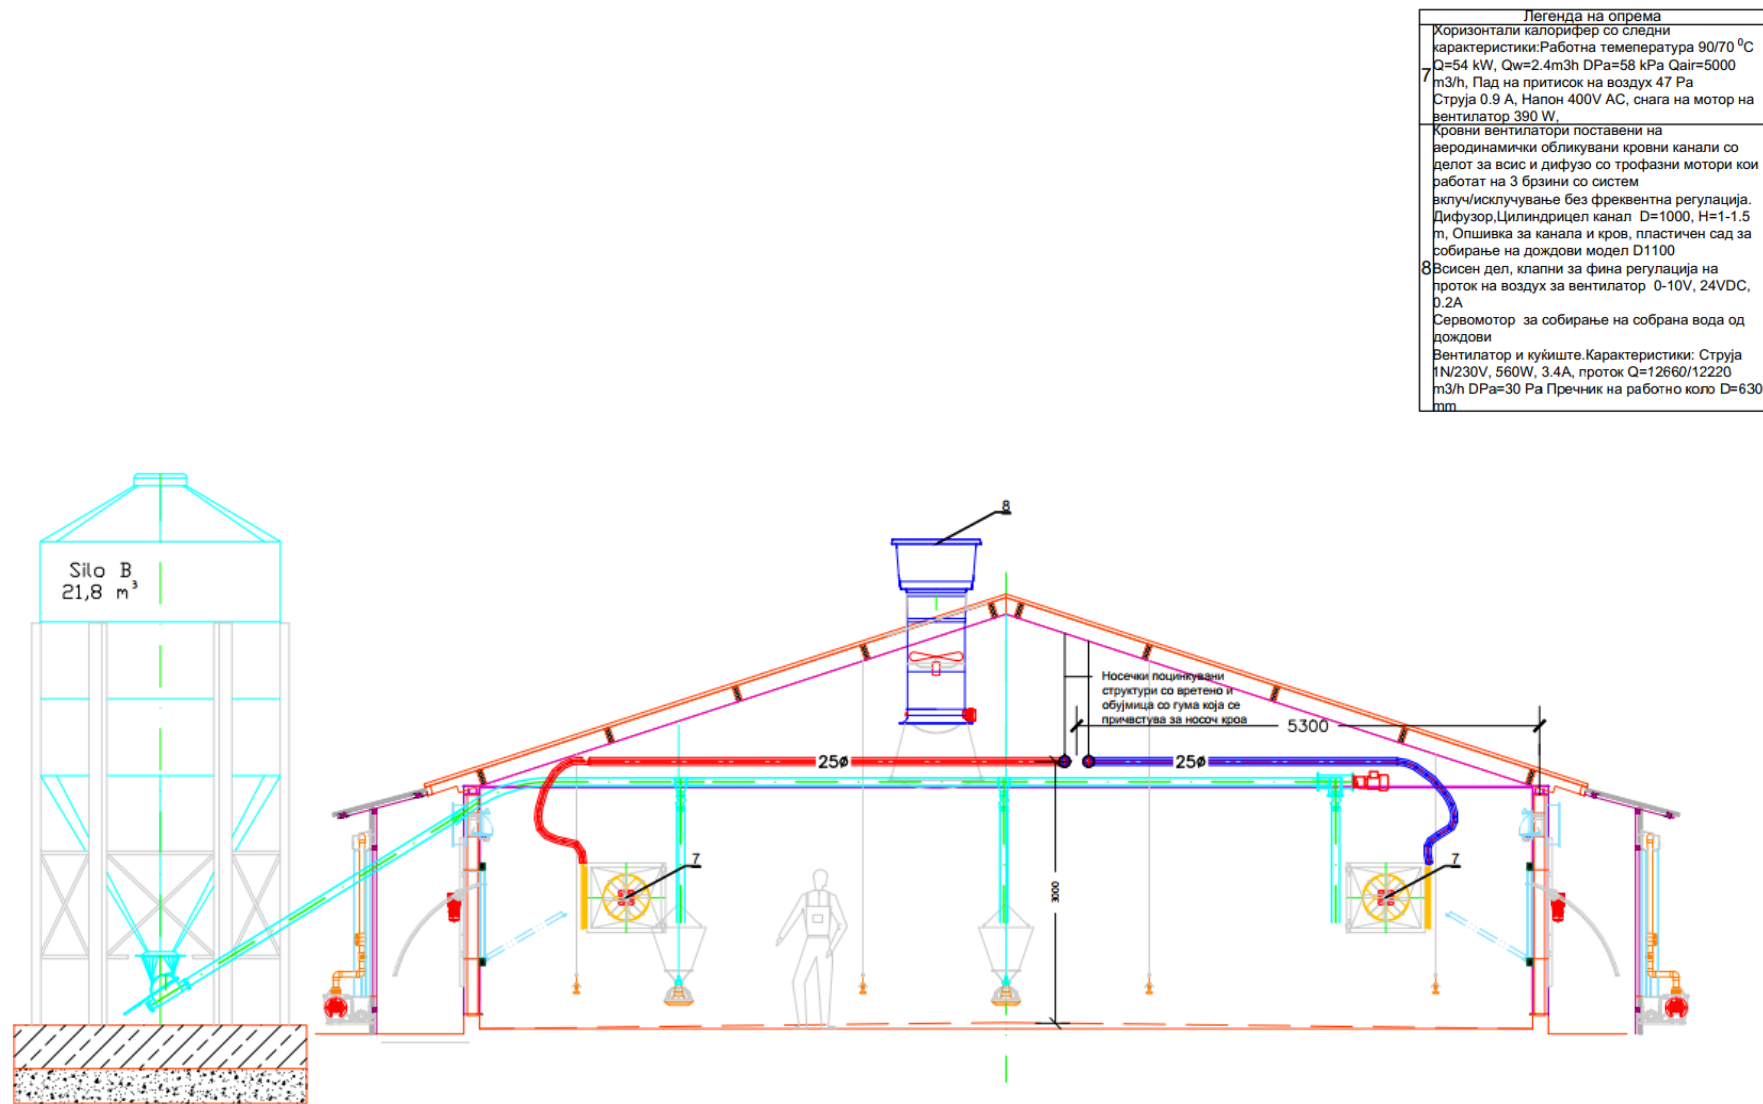 Легенда на опрема
Хоризонтали калорифер со следни
карактеристики:Работна темепература 90/70 ⁰C
Q=54 kW, Qw=2.4m3h DPa=58 kPa Qair=5000
7
m3/h, Пад на притисок на воздух 47 Pa
Струја 0.9 A, Напон 400V AC, снага на мотор на
вентилатор 390 W,
Кровни вентилатори поставени на
аеродинамички обликувани кровни канали со
делот за всис и дифузо со трофазни мотори кои
работат на 3 брзини со систем
вклуч/исклучување без фреквентна регулација.
Дифузор,Цилиндрицел канал D=1000, H=1-1.5
m, Опшивка за канала и кров, пластичен сад за
собирање на дождови модел D1100
8
Всисен дел, клапни за фина регулација на
проток на воздух за вентилатор 0-10V, 24VDC,
0.2A
Сервомотор за собирање на собрана вода од
дождови
Вентилатор и куќиште.Карактеристики: Струја
1N/230V, 560W, 3.4A, проток Q=12660/12220
m3/h DPa=30 Pa Пречник на работно коло D=630
mm
8
Silo B
21,8 m³
Носечки поцинкувани
структури со вретено и
обујмица со гума која се
причвстува за носоч кроа
5300
25ø
25ø
7
7
3000